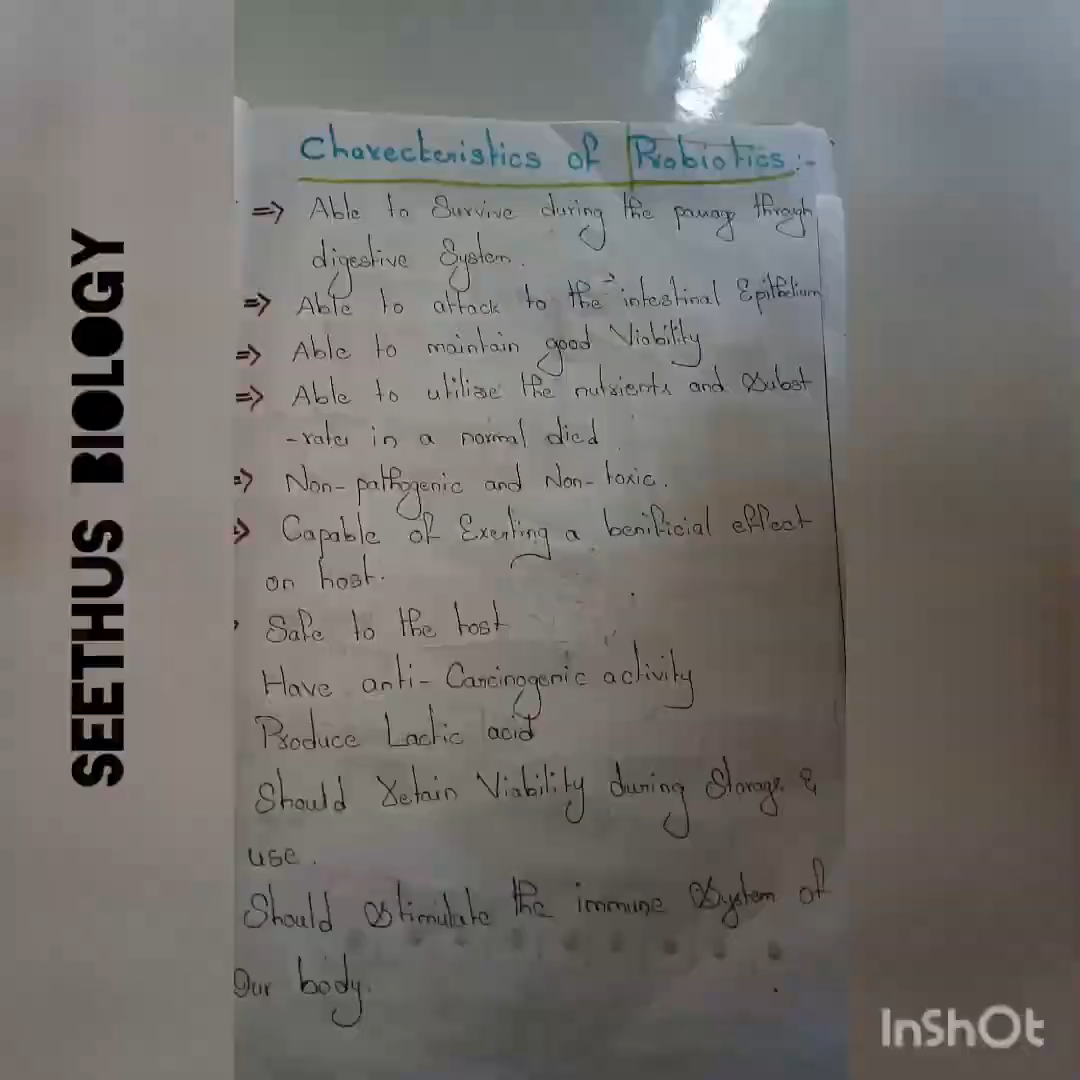 Charecteristics of Probiotics :-
=> Able to Survive during the passage through
digestive System.
=> Able to attack to the intestinal Epithelium
=> Able to maintain good Viability
=> Able to utilise the nutrients and Subst
-rates in a normal died.
=> Non-pathogenic and Non-toxic.
=> Capable of Exerting a benificial effect
on host.
Safe to the host
Have anti-Carcinogenic activity
Produce Lactic acid
Should retain Viability during Storage &
use.
Should Stimulate the immune System of
Our body.
SEETHUS BIOLOGY
InShOt